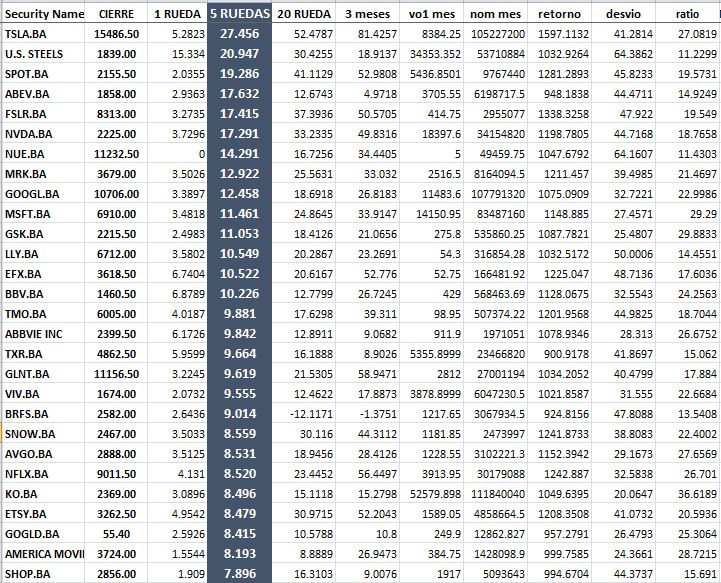 Security Name CIERRE 1 RUEDA 5 RUEDAS 20 RUEDA 3 meses vo1 mes nom mes retorno desvio ratio
TSLA.BA 15486.50 5.2823 27.456 52.4787 81.4257 8384.25 105227200 1597.1132 41.2814 27.0819
U.S. STEELS 1839.00 15.334 20.947 30.4255 18.9137 34353.352 53710884 1032.9264 64.3862 11.2299
SPOT.BA 2155.50 2.0355 19.286 41.1129 52.9808 5436.8501 9767440 1281.2893 45.8233 19.5731
ABEV.BA 1858.00 2.9363 17.632 12.6743 4.9718 3705.55 6198717.5 948.1838 44.4711 14.9249
FSLR.BA 8313.00 3.2735 17.415 37.3936 50.5705 414.75 2955077 1338.3258 47.922 19.549
NVDA.BA 2225.00 3.7296 17.291 33.2335 49.8316 18397.6 34154820 1198.7805 44.7168 18.7658
NUE.BA 11232.50 0 14.291 16.7256 34.4405 5 49459.75 1047.6792 64.1607 11.4303
MRK.BA 3679.00 3.5026 12.922 25.5631 33.032 2516.5 8164094.5 1211.457 39.4985 21.4697
GOOGL.BA 10706.00 3.3897 12.458 18.6918 26.8183 11483.6 107791320 1075.0909 32.7221 22.9986
MSFT.BA 6910.00 3.4818 11.461 24.8645 33.9147 14150.95 83487160 1148.885 27.4571 29.29
GSK.BA 2215.50 2.4983 11.053 18.4126 21.0656 275.8 535860.25 1087.7821 25.4807 29.8833
LLY.BA 6712.00 3.5802 10.549 20.2867 23.2691 54.3 316854.28 1032.5172 50.0006 14.4551
EFX.BA 3618.50 6.7404 10.522 20.6167 52.776 52.75 166481.92 1225.047 48.7136 17.6036
BBV.BA 1460.50 6.8789 10.226 12.7799 26.7245 429 568463.69 1128.0675 32.5543 24.2563
TMO.BA 6005.00 4.0187 9.881 17.6298 39.311 98.95 507374.22 1201.9568 44.9825 18.7044
ABBVIE INC 2399.50 6.1726 9.842 12.8911 9.0682 911.9 1971051 1078.9346 28.313 26.6752
TXR.BA 4862.50 5.9599 9.664 16.1888 8.9026 5355.8999 23466820 900.9178 41.8697 15.062
GLNT.BA 11156.50 3.2245 9.619 21.5305 58.9471 2812 27001194 1034.2052 40.4799 17.884
VIV.BA 1674.00 2.0732 9.555 12.4622 17.8873 3878.8999 6047230.5 1021.8587 31.555 22.6684
BRFS.BA 2582.00 2.6436 9.014 -12.1171 -1.3751 1217.65 3067934.5 924.8156 47.8088 13.5408
SNOW.BA 2467.00 3.5033 8.559 30.116 44.3112 1181.85 2473997 1241.8733 38.8083 22.4002
AVGO.BA 2888.00 3.5125 8.531 18.9456 28.4126 1228.55 3102221.3 1152.3942 29.1673 27.6569
NFLX.BA 9011.50 4.131 8.520 23.4452 56.4497 3913.95 30179088 1242.887 32.5838 26.701
KO.BA 2369.00 3.0896 8.496 15.1118 15.2798 52579.898 111840040 1049.6395 20.0647 36.6189
ETSY.BA 3262.50 4.9542 8.479 30.9715 52.2043 1589.05 4858664.5 1208.3508 41.0732 20.5936
GOGLD.BA 55.40 2.5926 8.415 10.5788 10.8 249.9 12862.827 957.2791 26.4793 25.3064
AMERICA MOVI 3724.00 1.5544 8.193 8.8889 26.9473 384.75 1428098.9 999.7585 24.3661 28.7215
SHOP.BA 2856.00 1.909 7.896 16.3103 9.0076 1917 5093643 994.6704 44.3737 15.691